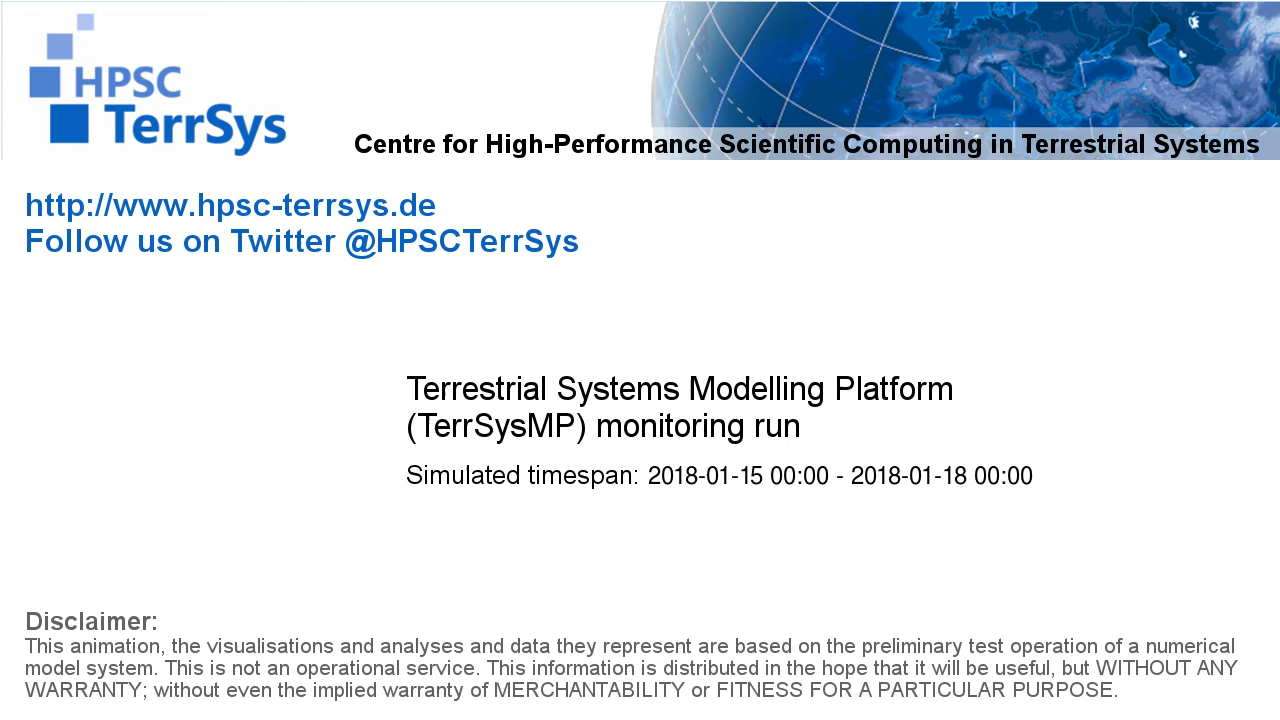 HPSC
TerrSys
Centre for High-Performance Scientific Computing in Terrestrial Systems
http://www.hpsc-terrsys.de
Follow us on Twitter @HPSCTerrSys
Terrestrial Systems Modelling Platform
(TerrSysMP) monitoring run
Simulated timespan: 2018-01-15 00:00 - 2018-01-18 00:00
Disclaimer:
This animation, the visualisations and analyses and data they represent are based on the preliminary test operation of a numerical
model system. This is not an operational service. This information is distributed in the hope that it will be useful, but WITHOUT ANY
WARRANTY; without even the implied warranty of MERCHANTABILITY or FITNESS FOR A PARTICULAR PURPOSE.